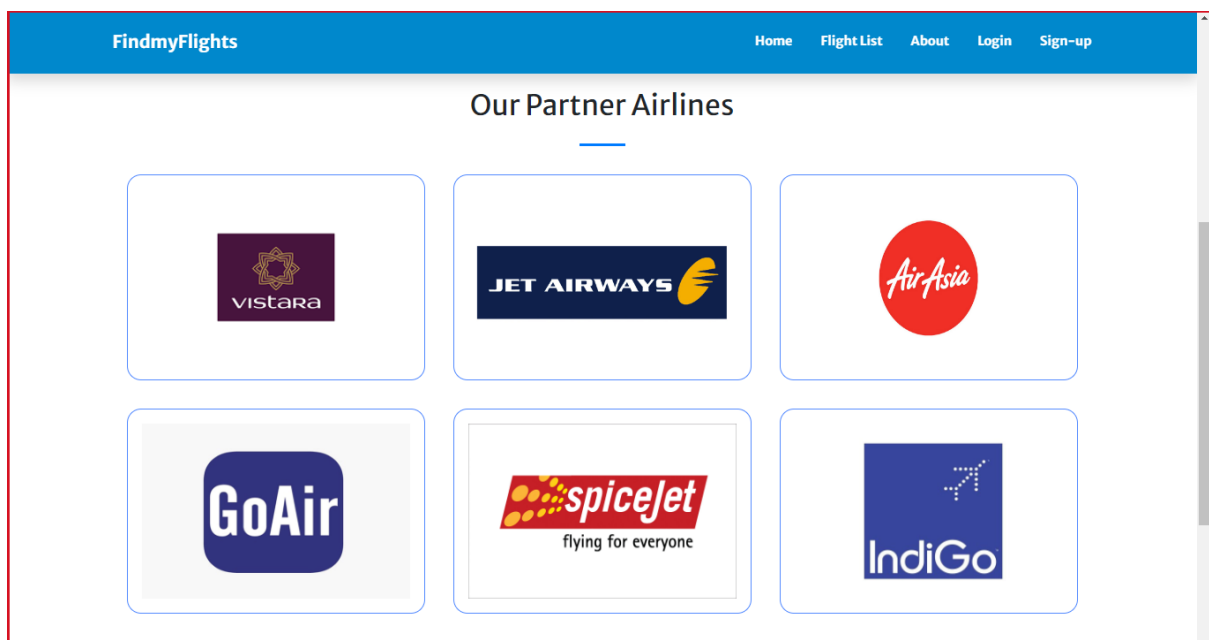 FindmyFlights
Home Flight List About Login Sign-up
Our Partner Airlines
VISTARA
JET AIRWAYS
AirAsia
GoAir
spicejet
flying for everyone
IndiGo